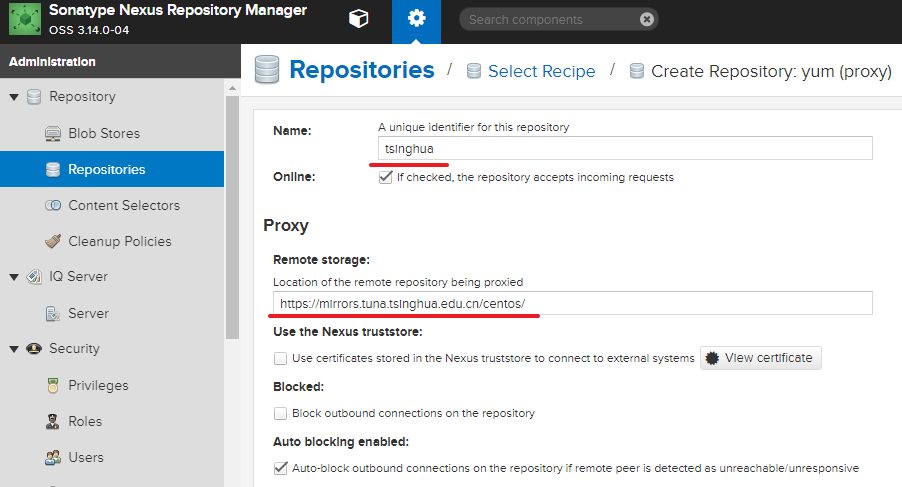 Sonatype Nexus Repository Manager
OSS 3.14.0-04
Search components
Administration
Repositories / Select Recipe / Create Repository: yum (proxy)
Repository
Blob Stores
Repositories
Content Selectors
Cleanup Policies
IQ Server
Server
Security
Privileges
Roles
Users
Name:
A unique identifier for this repository
tsinghua
Online:
If checked, the repository accepts incoming requests
Proxy
Remote storage:
Location of the remote repository being proxied
https://mirrors.tuna.tsinghua.edu.cn/centos/
Use the Nexus truststore:
Use certificates stored in the Nexus truststore to connect to external systems
View certificate
Blocked:
Block outbound connections on the repository
Auto blocking enabled:
Auto-block outbound connections on the repository if remote peer is detected as unreachable/unresponsive